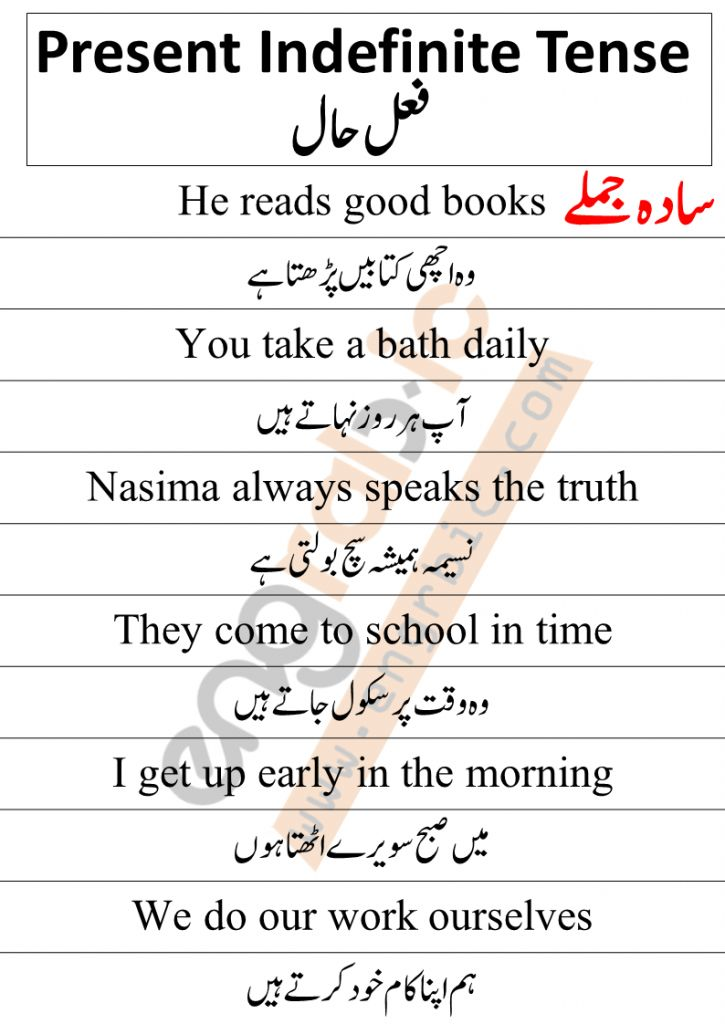 Present Indefinite Tense
فعل حال
He reads good books سادہ جملے
وہ اچھی کتابیں پڑھتا ہے
You take a bath daily
آپ ہر روز نہاتے ہیں
Nasima always speaks the truth
نسیمہ ہمیشہ سچ بولتی ہے
They come to school in time
وہ وقت پر سکول جاتے ہیں
I get up early in the morning
میں صبح سویرے اٹھتا ہوں
We do our work ourselves
ہم اپنا کام خود کرتے ہیں
www.engrabic.com